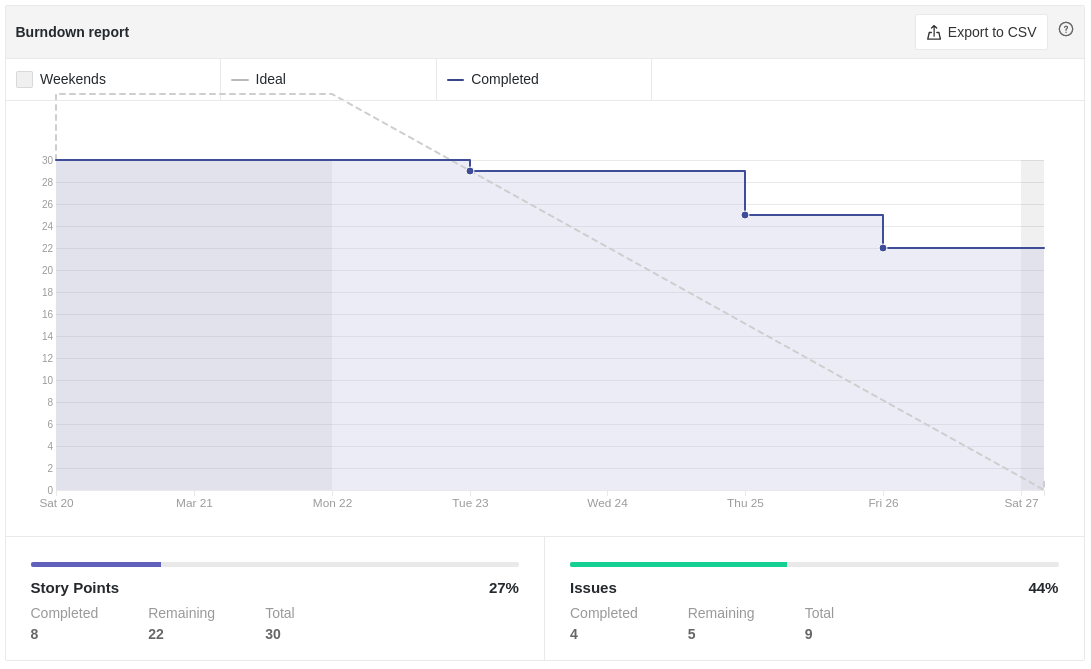 Burndown report
Export to CSV
?
Weekends
Ideal
Completed
30
28
26
24
22
20
18
16
14
12
10
8
6
4
2
0
Sat 20 Mar 21 Mon 22 Tue 23 Wed 24 Thu 25 Fri 26 Sat 27
Story Points 27%
Completed Remaining Total
8 22 30
Issues 44%
Completed Remaining Total
4 5 9